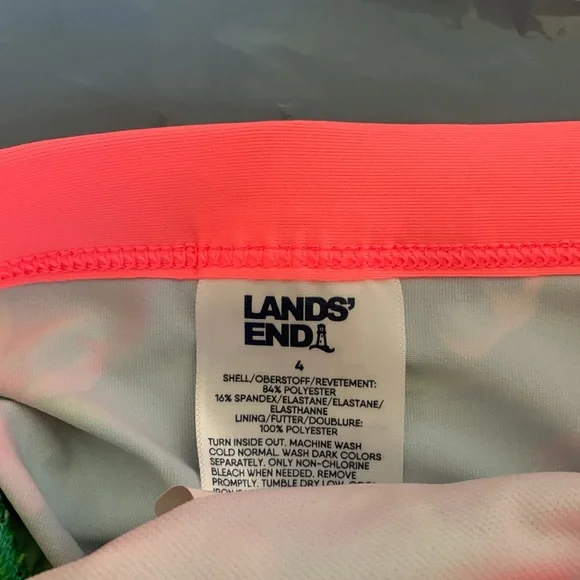 LANDS'
END
4
SHELL/OBERSTOFF/REVETEMENT:
84% POLYESTER
16% SPANDEX/ELASTANE/ELASTANE/
ELASTHANNE
LINING/FUTTER/DOUBLURE:
100% POLYESTER
TURN INSIDE OUT. MACHINE WASH
COLD NORMAL. WASH DARK COLORS
SEPARATELY. ONLY NON-CHLORINE
BLEACH WHEN NEEDED. REMOVE
PROMPTLY. TUMBLE DRY LOW.